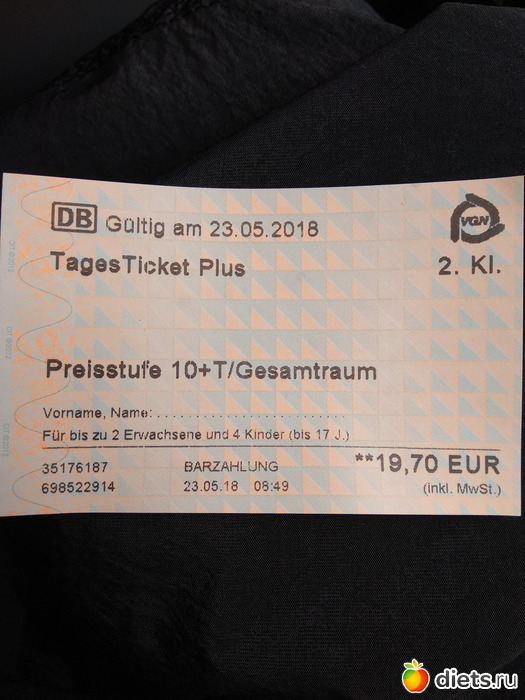 DB Gültig am 23.05.2018 VGN
TagesTicket Plus 2. Kl.
Preisstufe 10+T/Gesamtraum
Vorname, Name:. . . . . . . . . . . . . . . . . . . . . . . .
Für bis zu 2 Erwachsene und 4 Kinder (bis 17 J.)
35176187 BARZAHLUNG **19,70 EUR
698522914 23.05.18 08:49 (inkl. MwSt.)
diets.ru